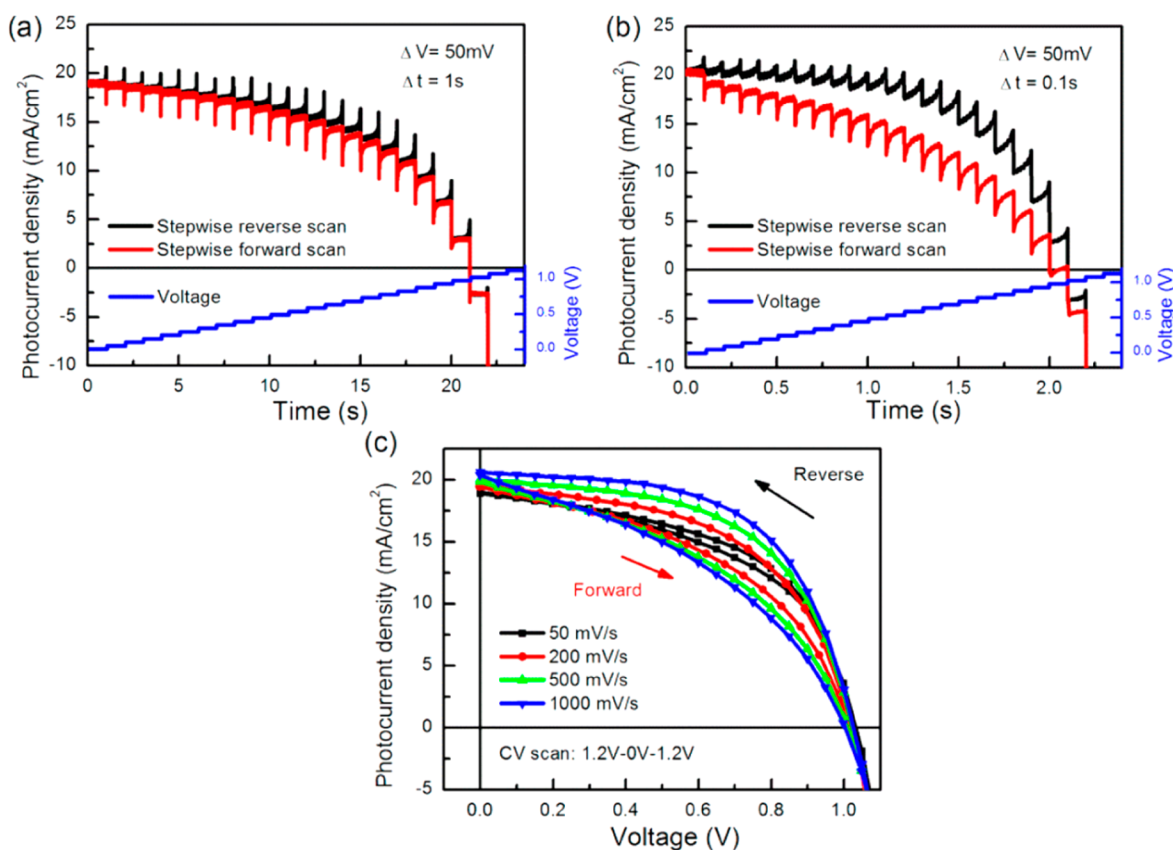 (a)
Δ V= 50mV
Δ t = 1s
25
20
15
10
5
0
-5
-10
Photocurrent density (mA/cm²)
Stepwise reverse scan
Stepwise forward scan
Voltage
1.0
0.5
0.0
Voltage (V)
0 5 10 15 20
Time (s)
(b)
Δ V= 50mV
Δ t = 0.1s
25
20
15
10
5
0
-5
-10
Photocurrent density (mA/cm²)
Stepwise reverse scan
Stepwise forward scan
Voltage
1.0
0.5
0.0
Voltage (V)
0.0 0.5 1.0 1.5 2.0
Time (s)
(c)
20
15
10
5
0
-5
Photocurrent density (mA/cm²)
Reverse
Forward
50 mV/s
200 mV/s
500 mV/s
1000 mV/s
CV scan: 1.2V-0V-1.2V
0.0 0.2 0.4 0.6 0.8 1.0
Voltage (V)